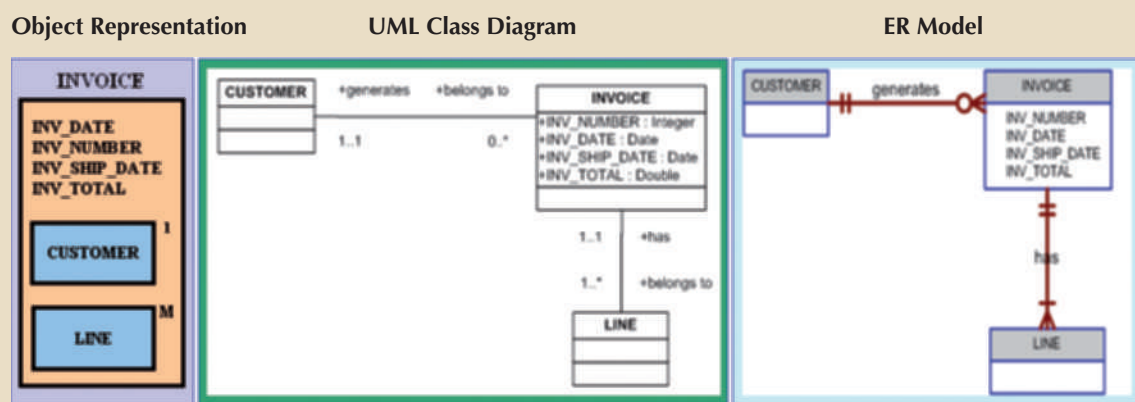 Object Representation
UML Class Diagram
ER Model
INVOICE
INV_DATE
INV_NUMBER
INV_SHIP_DATE
INV_TOTAL
CUSTOMER
1
LINE
M
CUSTOMER
+generates
+belongs to
1..1
0..*
INVOICE
+INV_NUMBER : Integer
+INV_DATE : Date
+INV_SHIP_DATE : Date
+INV_TOTAL : Double
1..1
+has
1..*
+belongs to
LINE
CUSTOMER
generates
INVOICE
INV_NUMBER
INV_DATE
INV_SHIP_DATE
INV_TOTAL
has
LINE